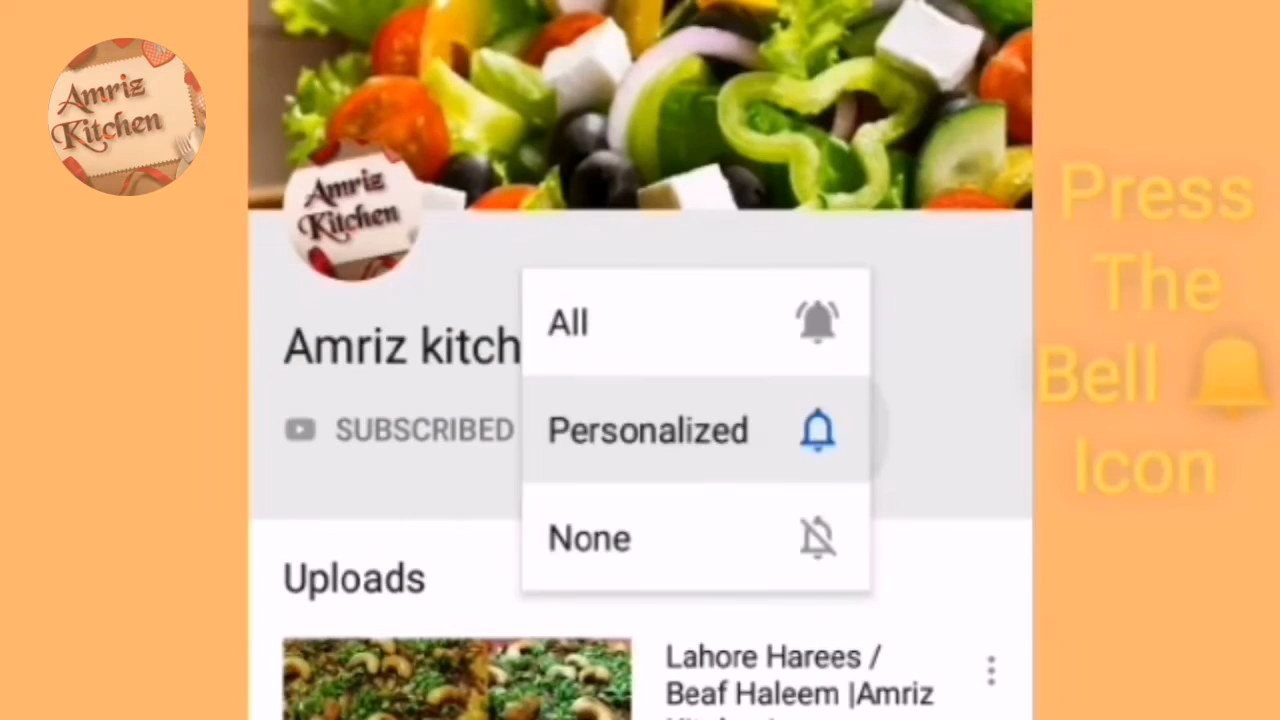 Amriz
Kitchen
Amriz
Kitchen
Amriz kitch
SUBSCRIBED
All
Personalized
None
Press
The
Bell
Icon
Uploads
Lahore Harees /
Beaf Haleem |Amriz